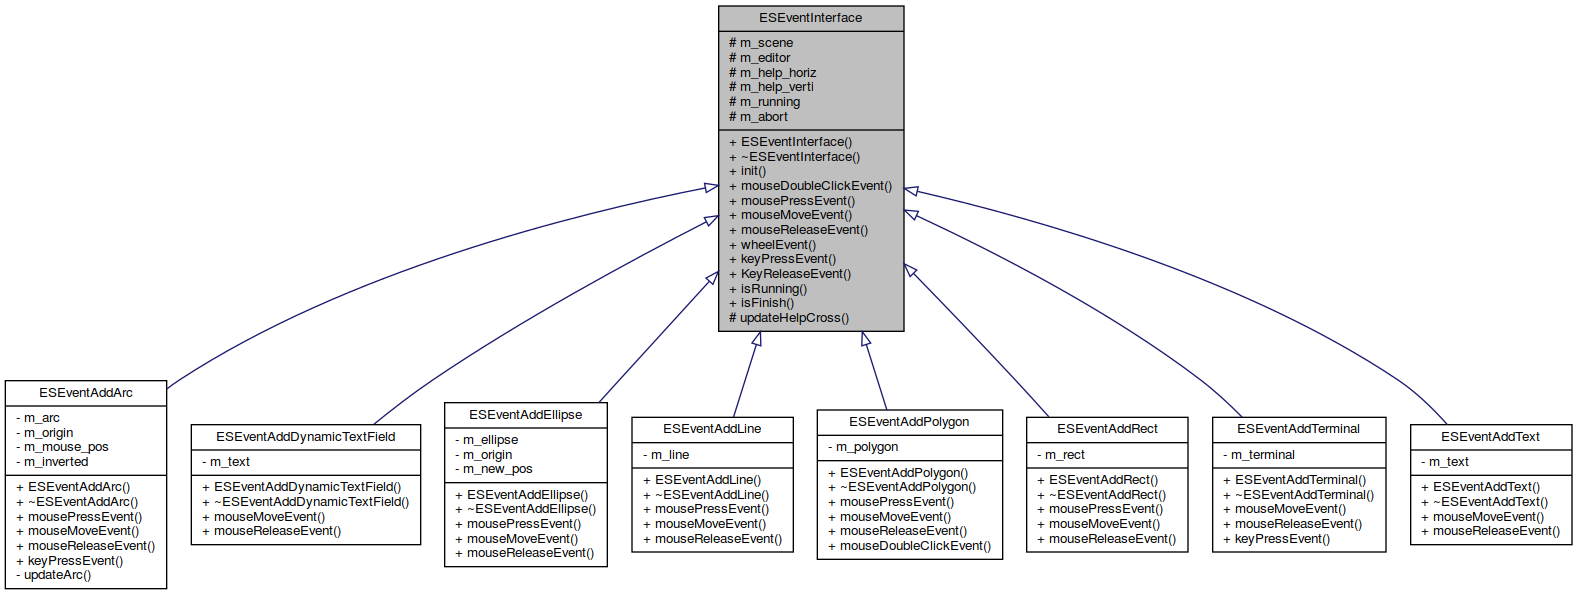 ESEventInterface
# m_scene
# m_editor
# m_help_horiz
# m_help_verti
# m_running
# m_abort
+ ESEventInterface()
+ ~ESEventInterface()
+ init()
+ mouseDoubleClickEvent()
+ mousePressEvent()
+ mouseMoveEvent()
+ mouseReleaseEvent()
+ wheelEvent()
+ keyPressEvent()
+ KeyReleaseEvent()
+ isRunning()
+ isFinish()
# updateHelpCross()
ESEventAddArc
- m_arc
- m_origin
- m_mouse_pos
- m_inverted
+ ESEventAddArc()
+ ~ESEventAddArc()
+ mousePressEvent()
+ mouseMoveEvent()
+ mouseReleaseEvent()
+ keyPressEvent()
- updateArc()
ESEventAddDynamicTextField
- m_text
+ ESEventAddDynamicTextField()
+ ~ESEventAddDynamicTextField()
+ mouseMoveEvent()
+ mouseReleaseEvent()
ESEventAddEllipse
- m_ellipse
- m_origin
- m_new_pos
+ ESEventAddEllipse()
+ ~ESEventAddEllipse()
+ mousePressEvent()
+ mouseMoveEvent()
+ mouseReleaseEvent()
ESEventAddLine
- m_line
+ ESEventAddLine()
+ ~ESEventAddLine()
+ mousePressEvent()
+ mouseMoveEvent()
+ mouseReleaseEvent()
ESEventAddPolygon
- m_polygon
+ ESEventAddPolygon()
+ ~ESEventAddPolygon()
+ mousePressEvent()
+ mouseMoveEvent()
+ mouseReleaseEvent()
+ mouseDoubleClickEvent()
ESEventAddRect
- m_rect
+ ESEventAddRect()
+ ~ESEventAddRect()
+ mousePressEvent()
+ mouseMoveEvent()
+ mouseReleaseEvent()
ESEventAddTerminal
- m_terminal
+ ESEventAddTerminal()
+ ~ESEventAddTerminal()
+ mouseMoveEvent()
+ mouseReleaseEvent()
+ keyPressEvent()
ESEventAddText
- m_text
+ ESEventAddText()
+ ~ESEventAddText()
+ mouseMoveEvent()
+ mouseReleaseEvent()